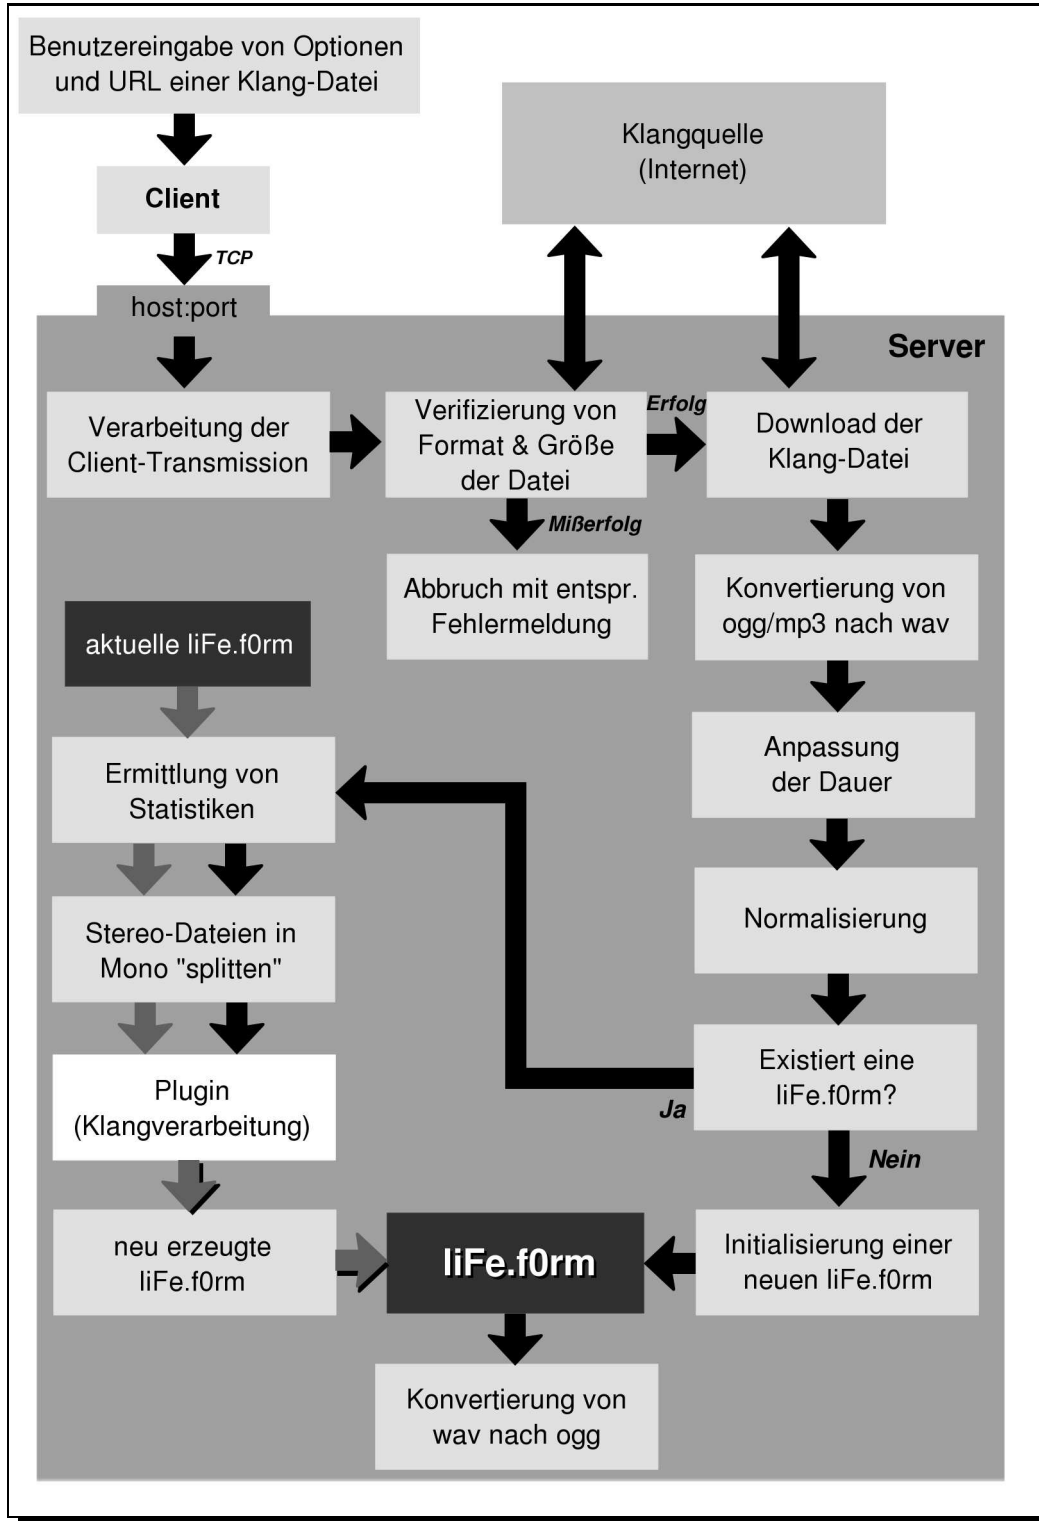 Benutzereingabe von Optionen
und URL einer Klang-Datei
Klangquelle
(Internet)
Client
TCP
host:port
Server
Verarbeitung der
Client-Transmission
Verifizierung von
Format & Größe
der Datei
Erfolg
Download der
Klang-Datei
Mißerfolg
Abbruch mit entspr.
Fehlermeldung
Konvertierung von
ogg/mp3 nach wav
aktuelle liFe.f0rm
Anpassung
der Dauer
Ermittlung von
Statistiken
Normalisierung
Stereo-Dateien in
Mono "splitten"
Existiert eine
liFe.f0rm?
Ja
Nein
Plugin
(Klangverarbeitung)
neu erzeugte
liFe.f0rm
liFe.f0rm
Initialisierung einer
neuen liFe.f0rm
Konvertierung von
wav nach ogg